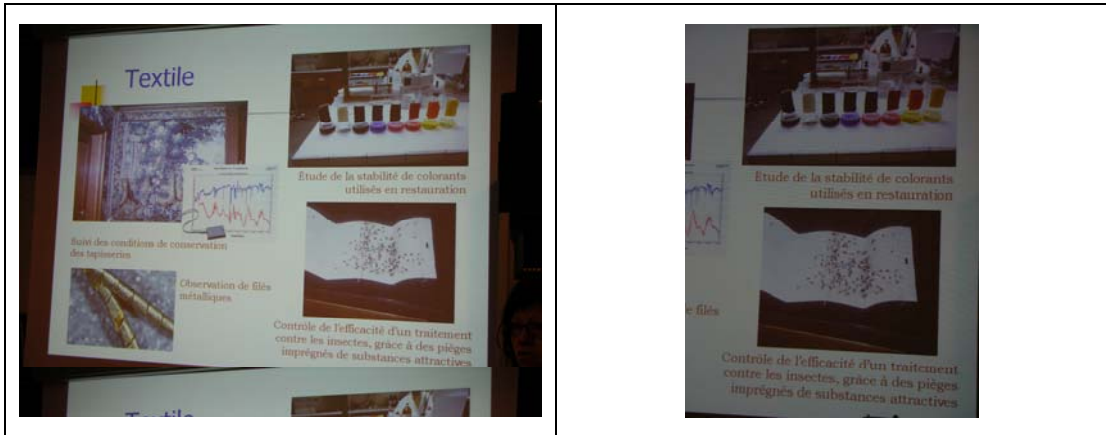 Textile
Étude de la stabilité de colorants
utilisés en restauration
Suivi des conditions de conservation
des tapisseries
Observation de filés
métalliques
Contrôle de l'efficacité d'un traitement
contre les insectes, grâce à des pièges
imprégnés de substances attractives
Textile
Étude de la stabilité de colorants
utilisés en restauration
e filés
Contrôle de l'efficacité d'un traitement
contre les insectes, grâce à des pièges
imprégnés de substances attractives